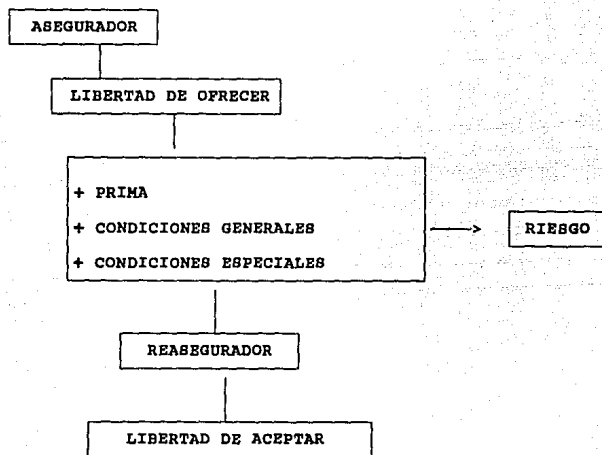 ASEGURADOR
LIBERTAD DE OFRECER
+ PRIMA
+ CONDICIONES GENERALES
+ CONDICIONES ESPECIALES
RIESGO
REASEGURADOR
LIBERTAD DE ACEPTAR